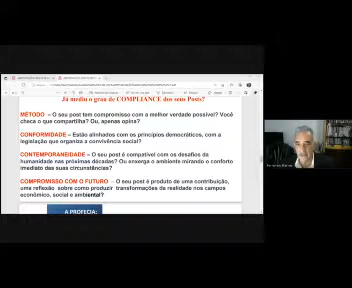 Já mediu o grau de COMPLIANCE dos seus Posts?
MÉTODO – O seu post tem compromisso com a melhor verdade possível? Você
checa o que compartilha? Ou, apenas opina?
CONFORMIDADE – Estão alinhados com os princípios democráticos, com a
legislação que organiza a convivência social?
CONTEMPORANEIDADE – O seu post é compatível com os desafios da
humanidade nas próximas décadas? Ou enxerga o ambiente mirando o conforto
imediato das suas circunstâncias?
COMPROMISSO COM O FUTURO – O seu post é produto de uma contribuição,
uma reflexão sobre como produzir transformações da realidade nos campos
econômico, social e ambiental?
A PROFECIA: